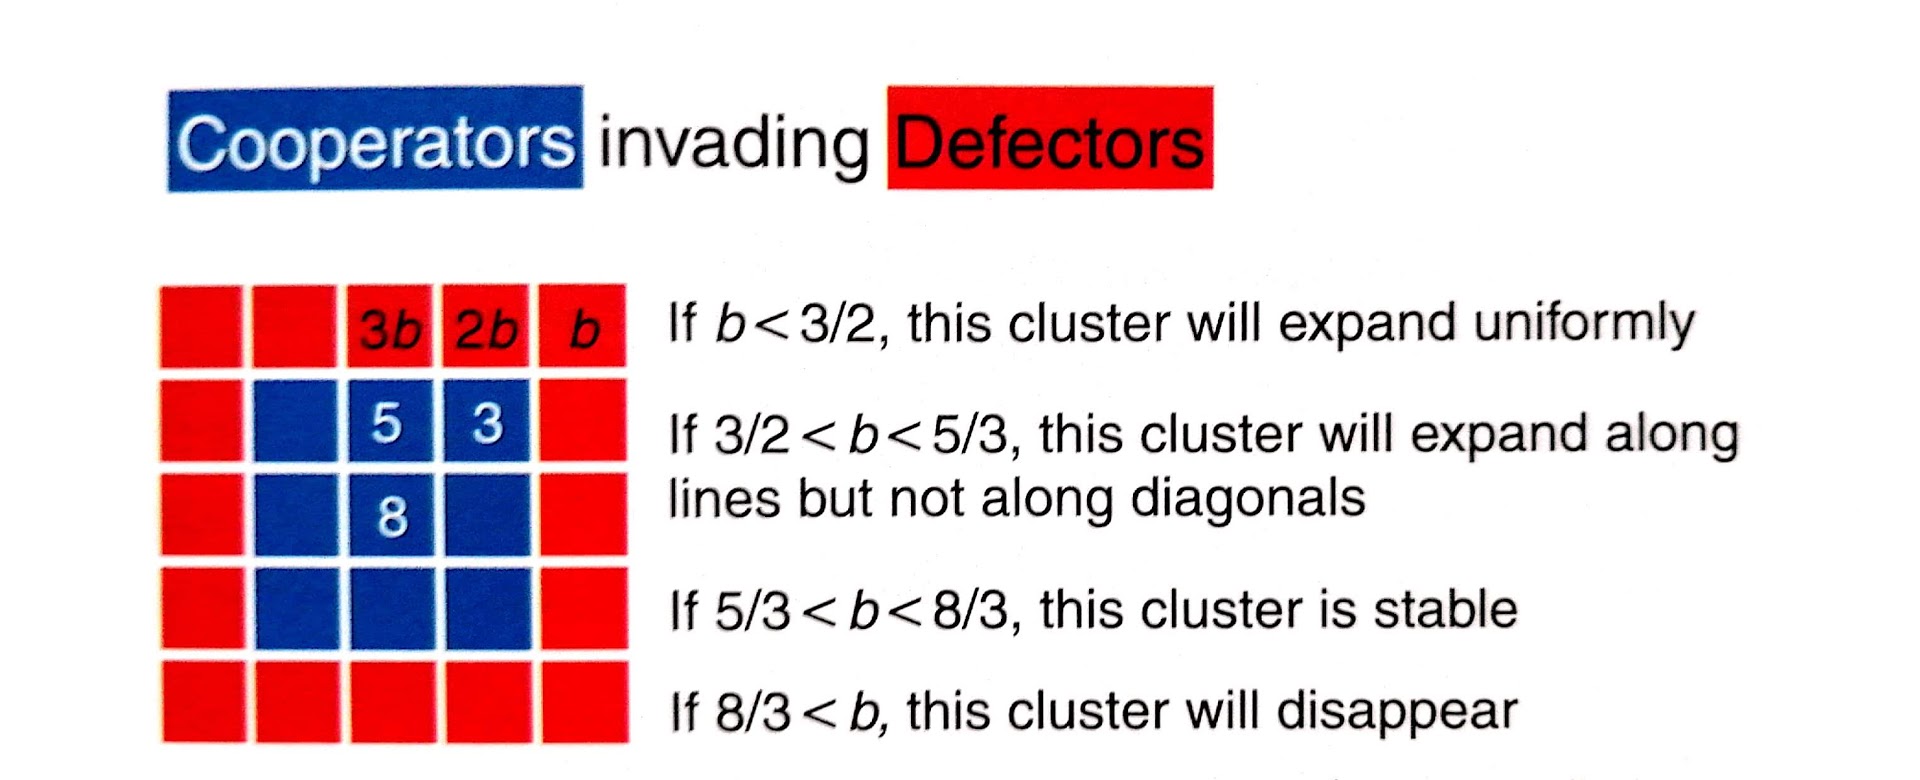 Cooperators invading Defectors
3b 2b b
5 3
8
If b < 3/2, this cluster will expand uniformly
If 3/2 < b < 5/3, this cluster will expand along
lines but not along diagonals
If 5/3 < b < 8/3, this cluster is stable
If 8/3 < b, this cluster will disappear